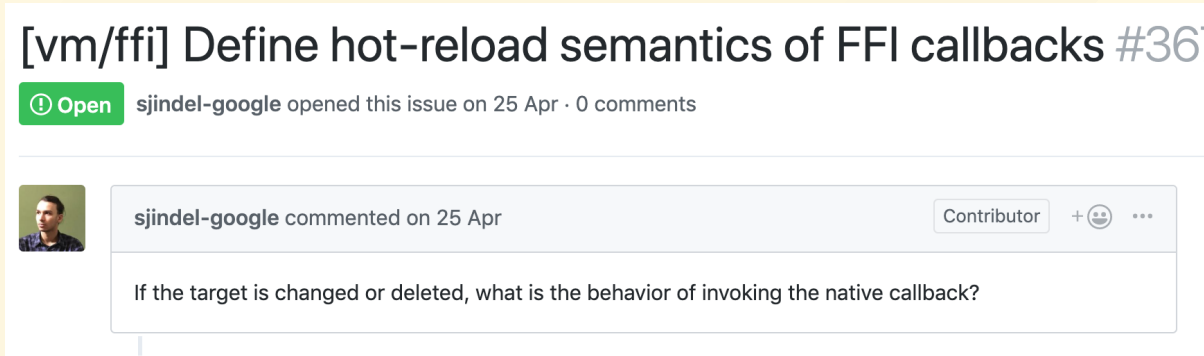 [vm/ffi] Define hot-reload semantics of FFI callbacks #36
Open sjindel-google opened this issue on 25 Apr · 0 comments
sjindel-google commented on 25 Apr Contributor
If the target is changed or deleted, what is the behavior of invoking the native callback?